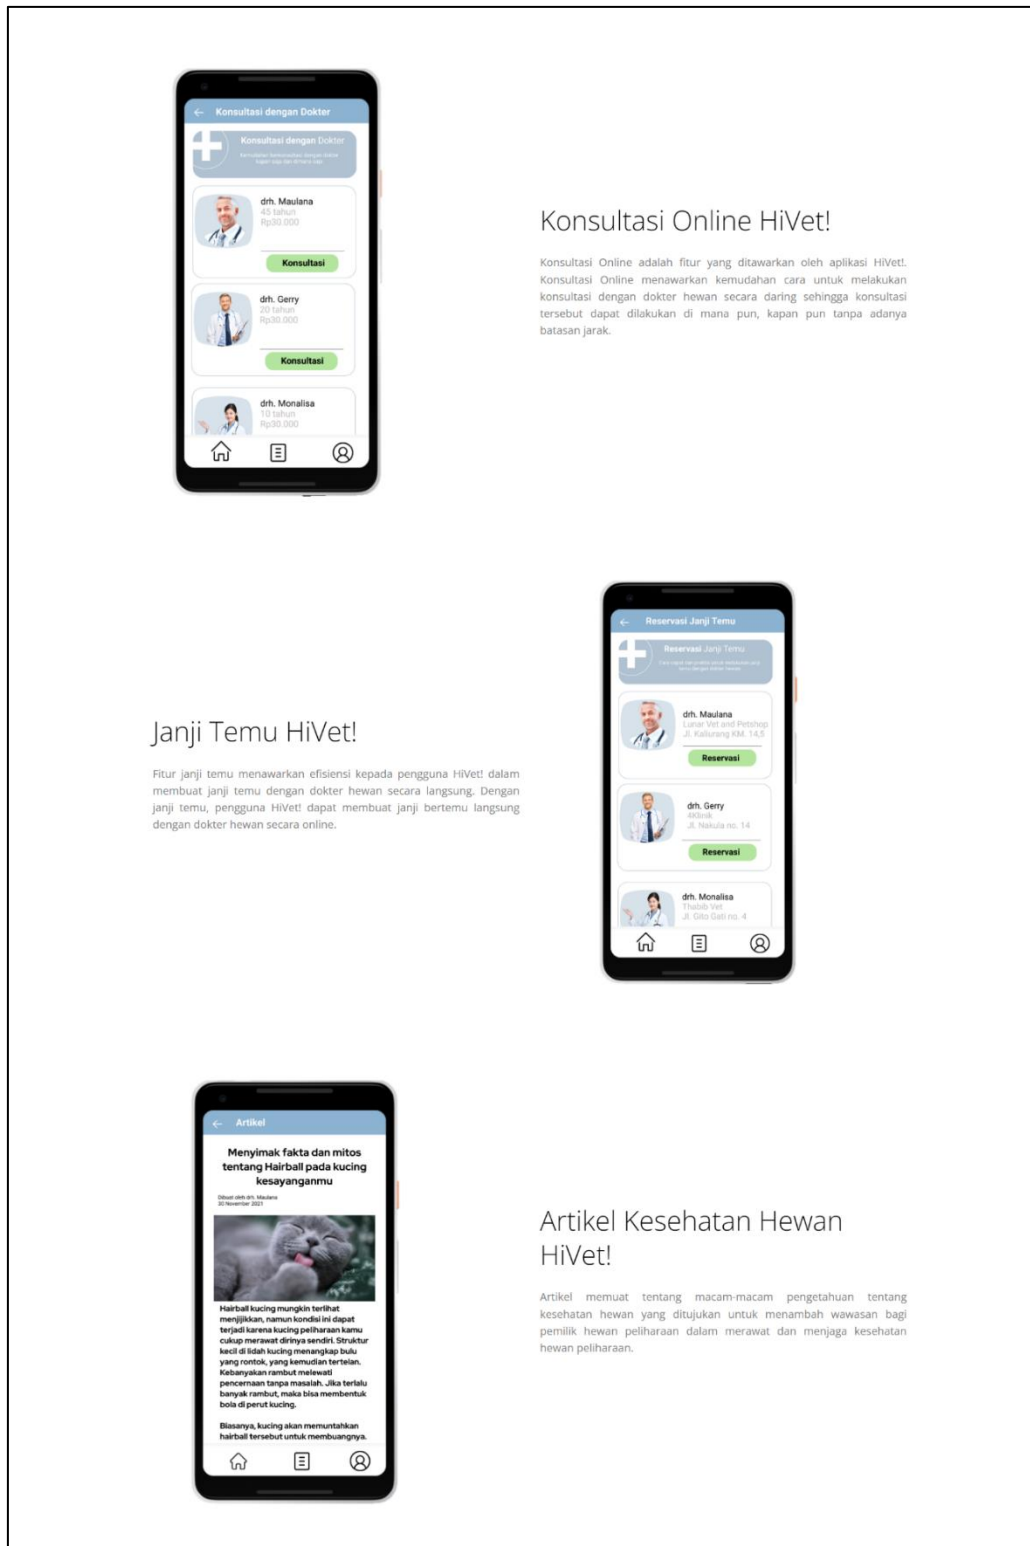 Konsultasi dengan Dokter
Konsultasi dengan Dokter
drh. Maulana
45 tahun
Rp30.000
Konsultasi
drh. Gerry
20 tahun
Rp30.000
Konsultasi
drh. Monalisa
10 tahun
Rp30.000
Konsultasi Online HiVet!
Konsultasi Online adalah fitur yang ditawarkan oleh aplikasi HiVet!.
Konsultasi Online menawarkan kemudahan cara untuk melakukan
konsultasi dengan dokter hewan secara daring sehingga konsultasi
tersebut dapat dilakukan di mana pun, kapan pun tanpa adanya
batasan jarak.
Janji Temu HiVet!
Fitur janji temu menawarkan efisiensi kepada pengguna HiVet! dalam
membuat janji temu dengan dokter hewan secara langsung. Dengan
janji temu, pengguna HiVet! dapat membuat janji bertemu langsung
dengan dokter hewan secara online.
Reservasi Janji Temu
Reservasi Janji Temu
drh. Maulana
Lunar Vet and Petshop
Jl. Kaliurang KM. 14,5
Reservasi
drh. Gerry
4Klinik
Jl. Nakula no. 14
Reservasi
drh. Monalisa
Thabib Vet
Jl. Gito Gati no. 4
Artikel
Menyimak fakta dan mitos
tentang Hairball pada kucing
kesayanganmu
Dibuat oleh drh. Maulana
30 November 2021
Hairball kucing mungkin terlihat
menjijikkan, namun kondisi ini dapat
terjadi karena kucing peliharaan kamu
cukup merawat dirinya sendiri. Struktur
kecil di lidah kucing menangkap bulu
yang rontok, yang kemudian tertelan.
Kebanyakan rambut melewati
pencernaan tanpa masalah. Jika terlalu
banyak rambut, maka bisa membentuk
bola di perut kucing.
Biasanya, kucing akan memuntahkan
hairball tersebut untuk membuangnya.
Artikel Kesehatan Hewan
HiVet!
Artikel memuat tentang macam-macam pengetahuan tentang
kesehatan hewan yang ditujukan untuk menambah wawasan bagi
pemilik hewan peliharaan dalam merawat dan menjaga kesehatan
hewan peliharaan.